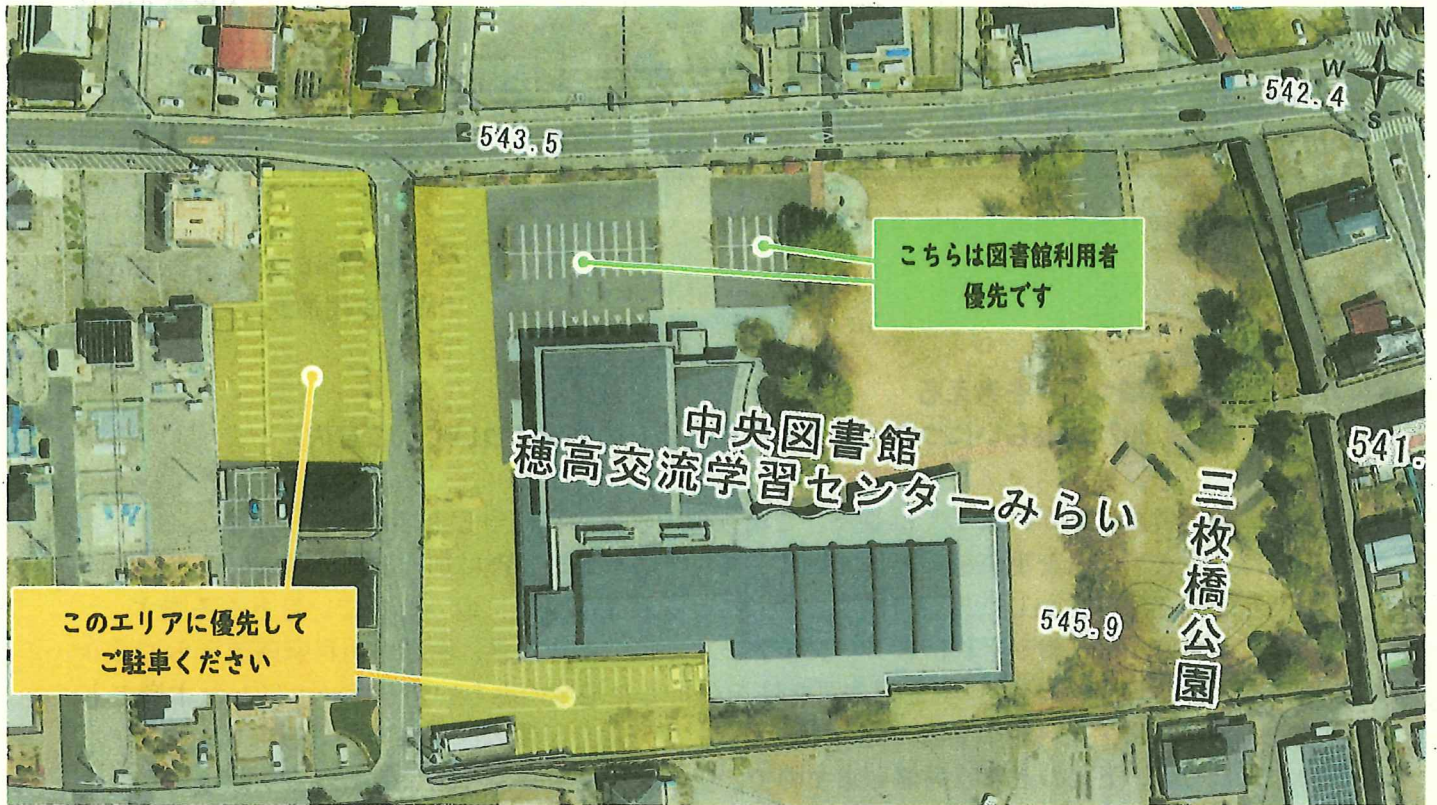 N
W
E
S
542.4
543.5
こちらは図書館利用者
優先です
中央図書館
穂高交流学習センターみらい
541.
三枚橋公園
545.9
このエリアに優先して
ご駐車ください